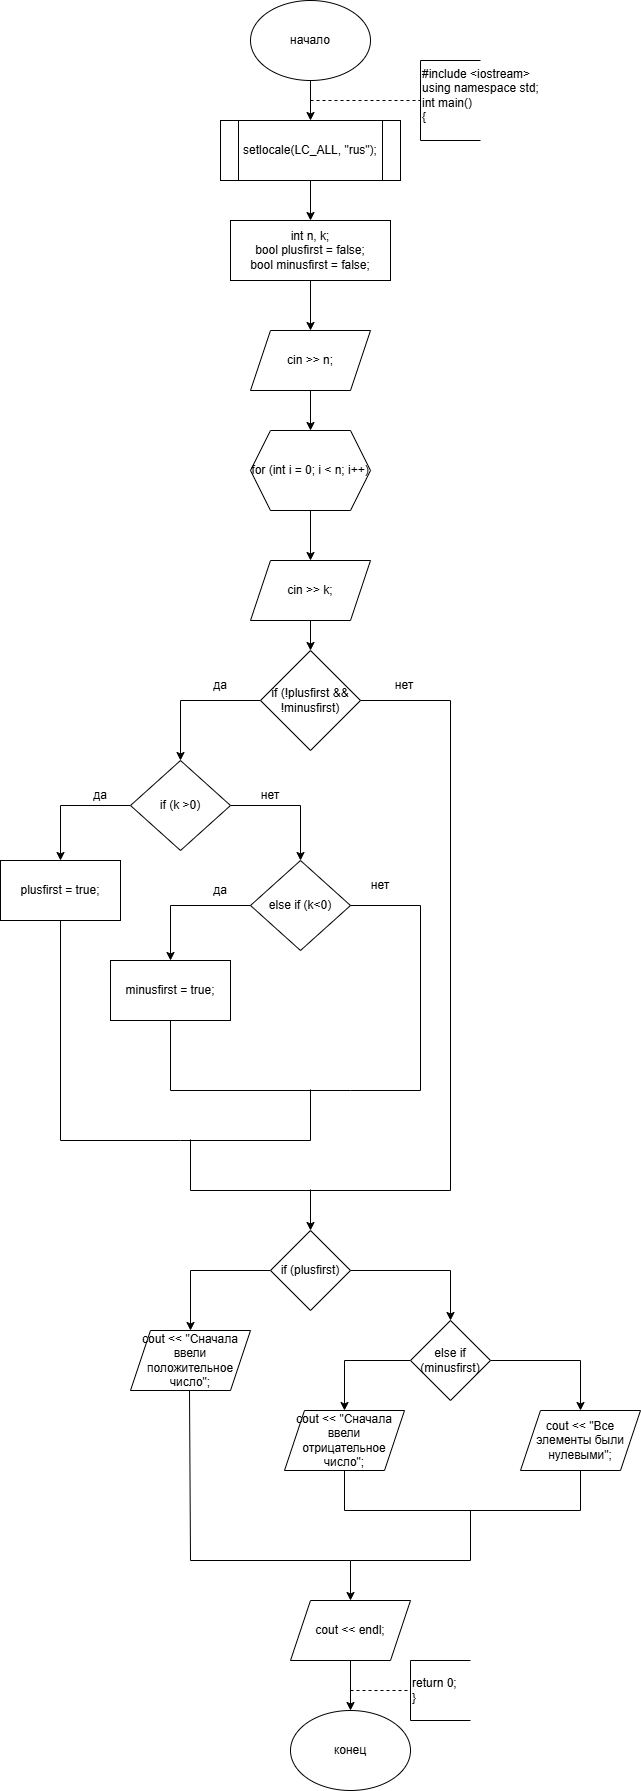 начало
#include <iostream>
using namespace std;
int main()
{
setlocale(LC_ALL, "rus");
int n, k;
bool plusfirst = false;
bool minusfirst = false;
cin >> n;
for (int i = 0; i < n; i++)
cin >> k;
if (!plusfirst &&
!minusfirst)
да
нет
if (k >0)
да
нет
plusfirst = true;
else if (k<0)
да
нет
minusfirst = true;
if (plusfirst)
cout << "Сначала
ввели
положительное
число";
else if
(minusfirst)
cout << "Сначала
ввели
отрицательное
число";
cout << "Все
элементы были
нулевыми";
cout << endl;
return 0;
}
конец